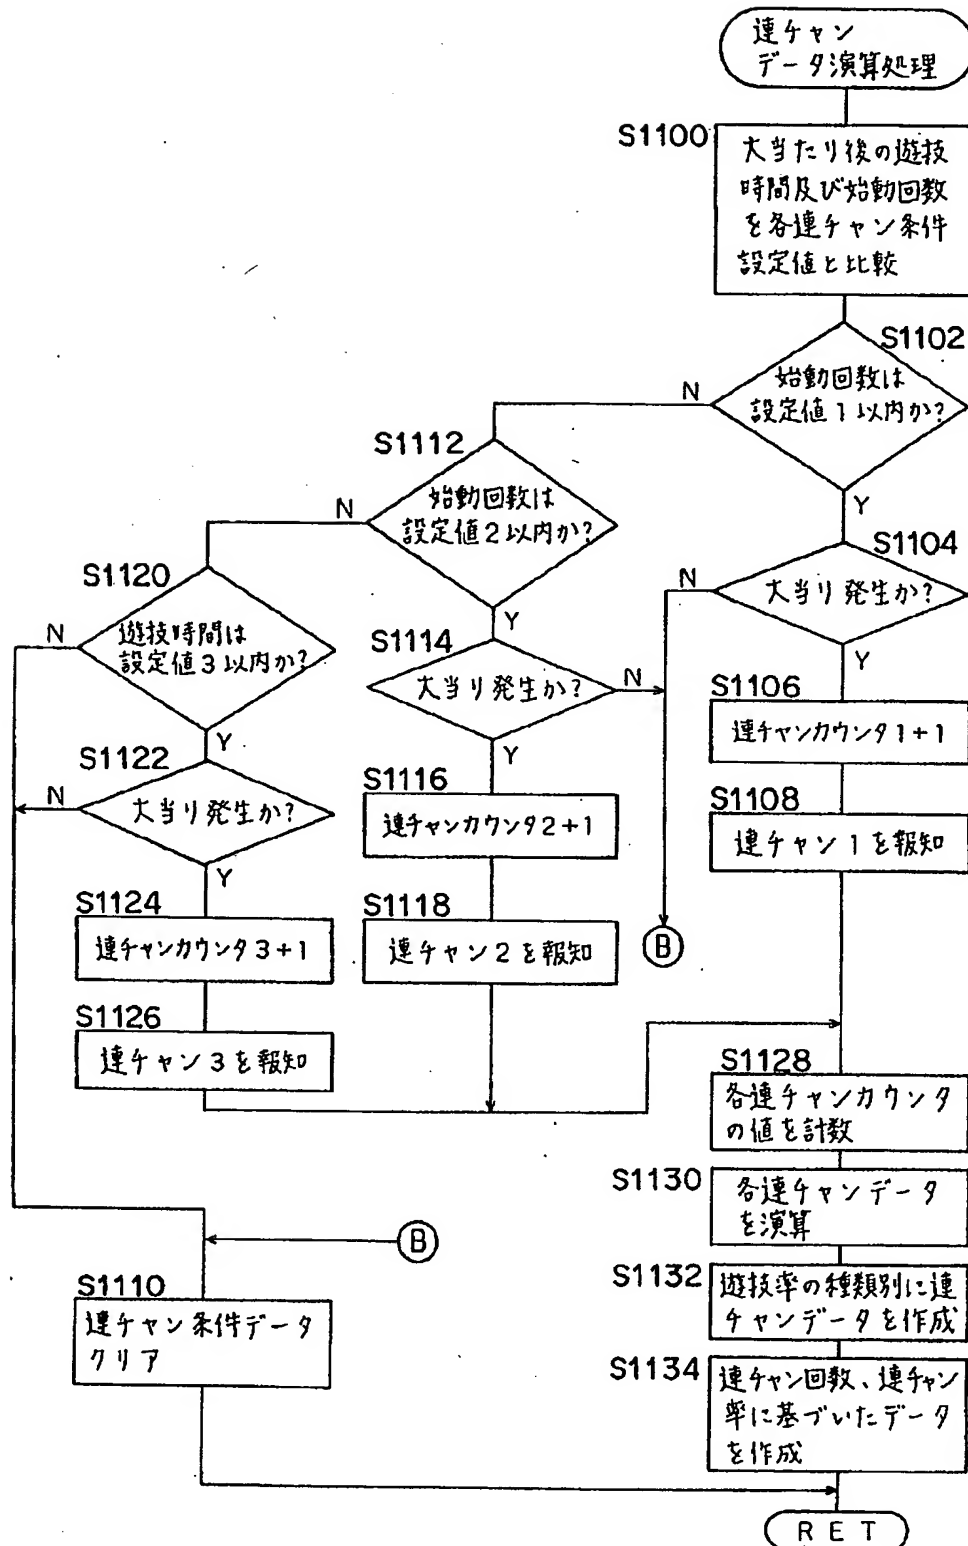 連チャン
データ演算処理
S1100
大当たり後の遊技
時間及び始動回数
を各連チャン条件
設定値と比較
S1102
始動回数は
設定値1以内か?
N
Y
S1112
始動回数は
設定値2以内か?
N
Y
S1104
大当り発生か?
N
Y
S1120
遊技時間は
設定値3以内か?
N
Y
S1114
大当り発生か?
N
Y
S1106
連チャンカウンタ1+1
S1122
大当り発生か?
N
Y
S1116
連チャンカウンタ2+1
S1108
連チャン1を報知
S1124
連チャンカウンタ3+1
S1118
連チャン2を報知
B
S1126
連チャン3を報知
S1128
各連チャンカウンタ
の値を計数
S1130
各連チャンデータ
を演算
B
S1110
連チャン条件データ
クリア
S1132
遊技率の種類別に連
チャンデータを作成
S1134
連チャン回数、連チャン
率に基づいたデータ
を作成
RET